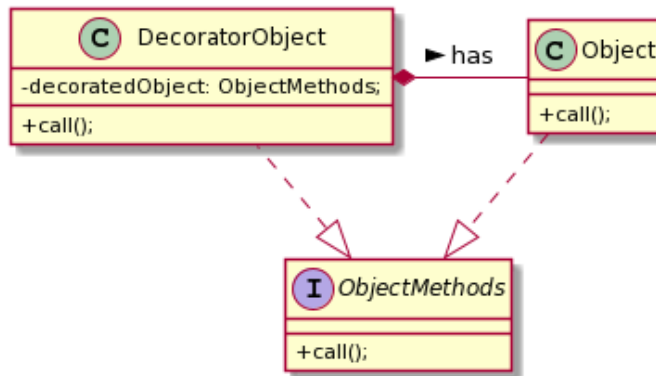 C DecoratorObject
-decoratedObject: ObjectMethods;
+call();
has
C Object
+call();
I ObjectMethods
+call();